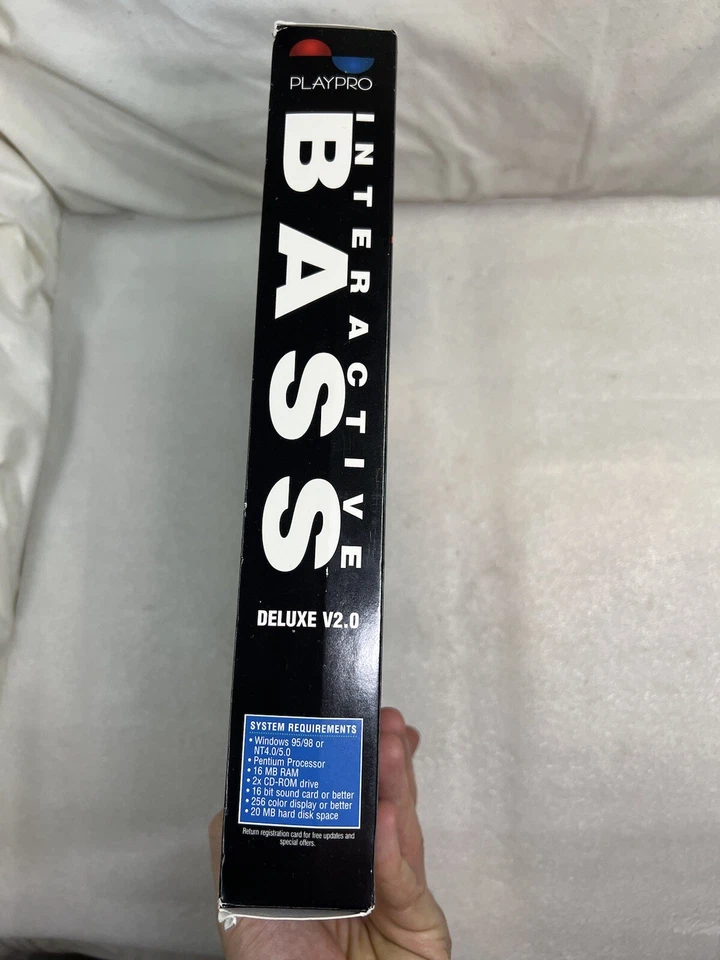 PLAYPRO
INTERACTIVE
BASS
DELUXE V2.0
SYSTEM REQUIREMENTS
• Windows 95/98 or
NT4.0/5.0
• Pentium Processor
• 16 MB RAM
• 2x CD-ROM drive
• 16 bit sound card or better
• 256 color display or better
• 20 MB hard disk space
Return registration card for free updates and
special offers.